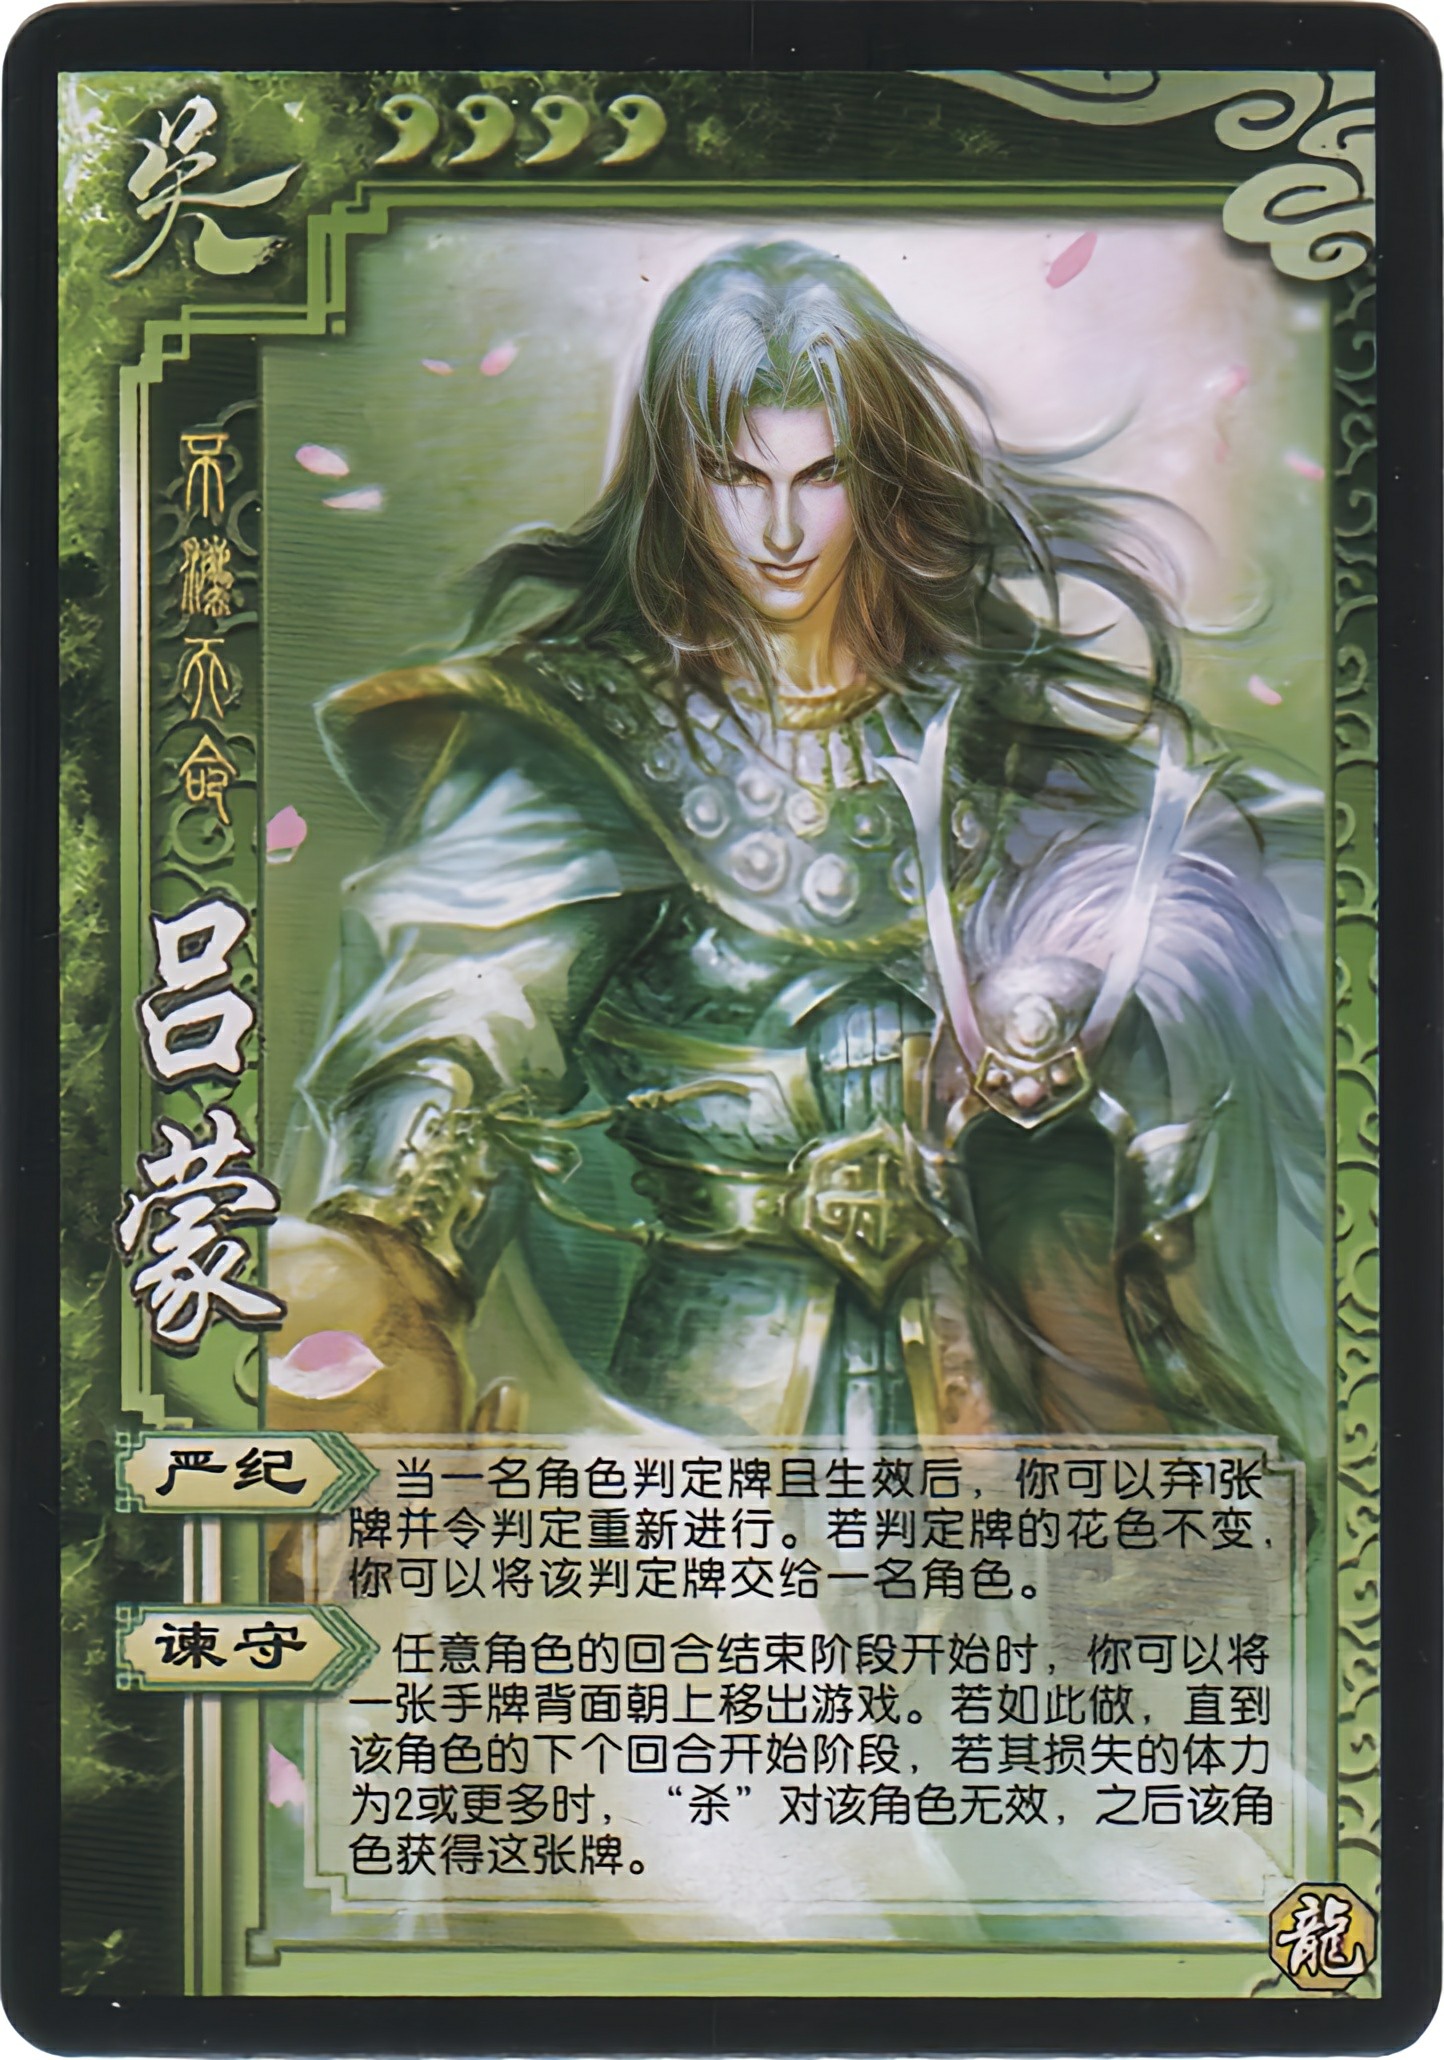 吴
不機天命
吕蒙
严纪
当一名角色判定牌且生效后，你可以弃1张
牌并令判定重新进行。若判定牌的花色不变，
你可以将该判定牌交给一名角色。
谏守
任意角色的回合结束阶段开始时，你可以将
一张手牌背面朝上移出游戏。若如此做，直到
该角色的下个回合开始阶段，若其损失的体力
为2或更多时，“杀”对该角色无效，之后该角
色获得这张牌。
龍